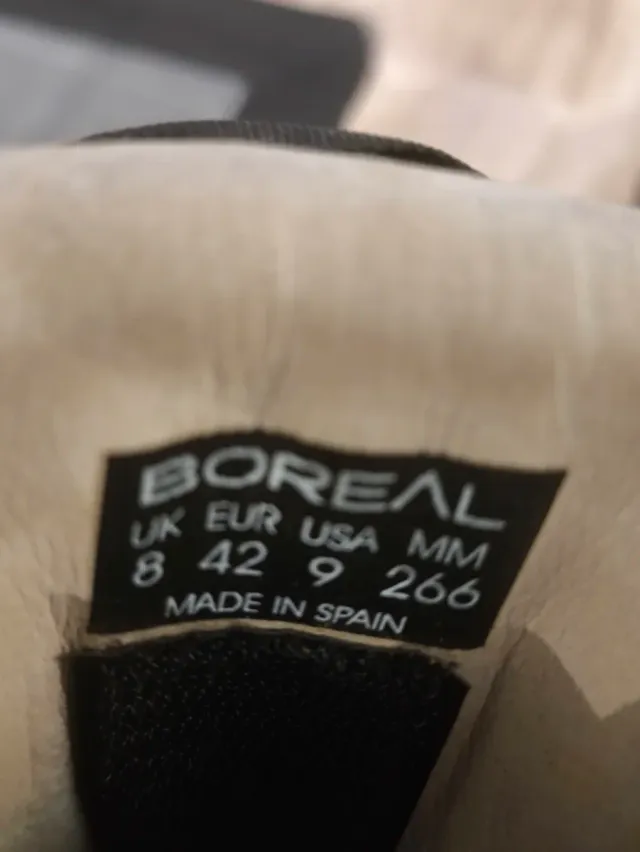 BOREAL
UK EUR USA MM
8 42 9 266
MADE IN SPAIN